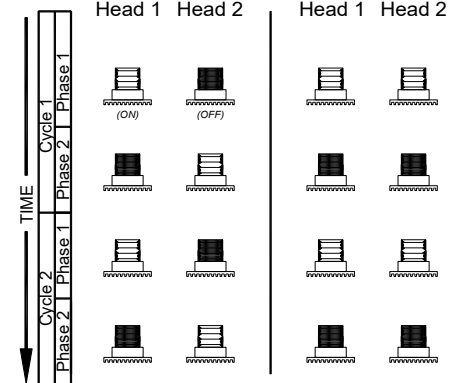 Head 1 Head 2 Head 1 Head 2
TIME
Cycle 1
Phase 1
(ON) (OFF)
Phase 2
Cycle 2
Phase 1
Phase 2